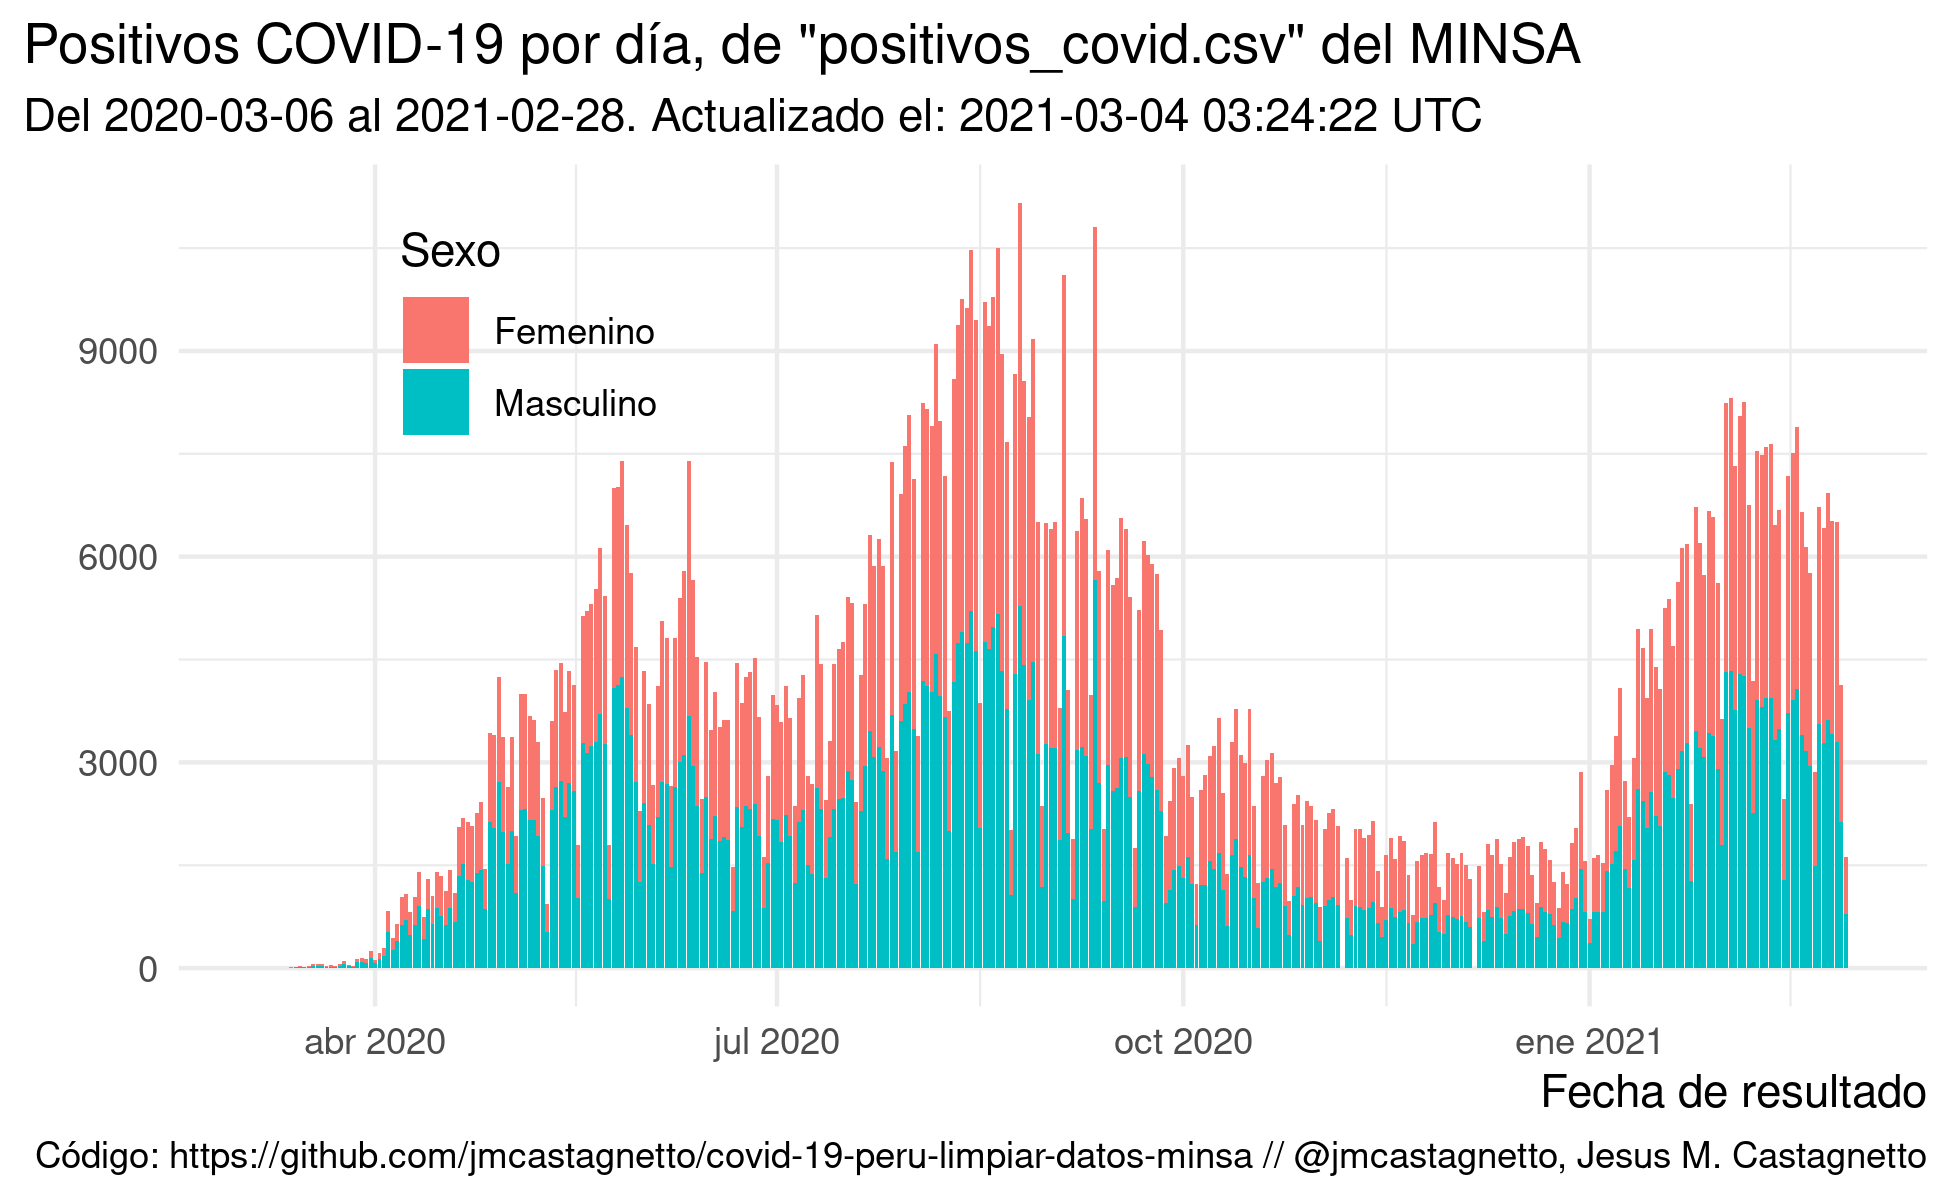 Positivos COVID-19 por día, de "positivos_covid.csv" del MINSA
Del 2020-03-06 al 2021-02-28. Actualizado el: 2021-03-04 03:24:22 UTC
Sexo
Femenino
Masculino
9000
6000
3000
0
abr 2020
jul 2020
oct 2020
ene 2021
Fecha de resultado
Código: https://github.com/jmcastagnetto/covid-19-peru-limpiar-datos-minsa // @jmcastagnetto, Jesus M. Castagnetto